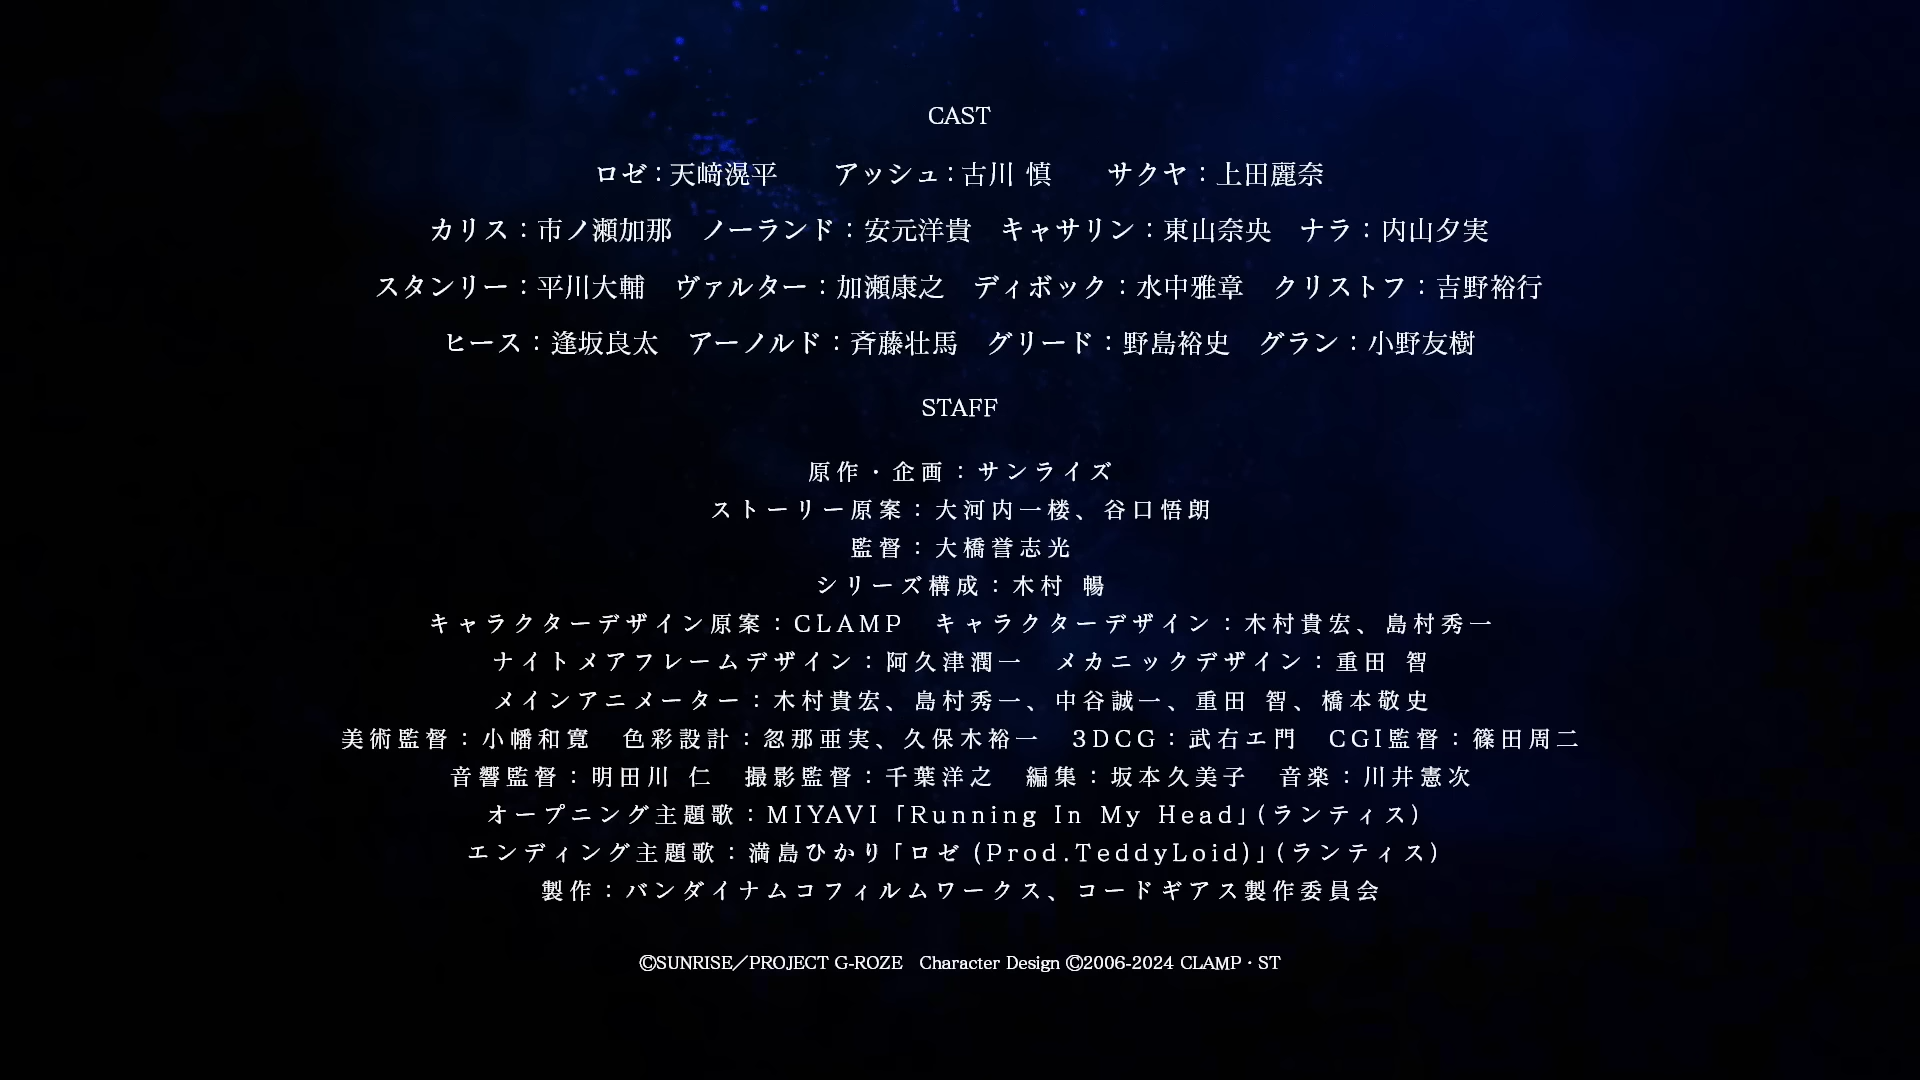 CAST
ロゼ：天﨑滉平　アッシュ：古川 慎　サクヤ：上田麗奈
カリス：市ノ瀬加那　ノーランド：安元洋貴　キャサリン：東山奈央　ナラ：内山夕実
スタンリー：平川大輔　ヴァルター：加瀬康之　ディボック：水中雅章　クリストフ：吉野裕行
ヒース：逢坂良太　アーノルド：斉藤壮馬　グリード：野島裕史　グラン：小野友樹
STAFF
原作・企画：サンライズ
ストーリー原案：大河内一楼、谷口悟朗
監督：大橋誉志光
シリーズ構成：木村 暢
キャラクターデザイン原案：CLAMP　キャラクターデザイン：木村貴宏、島村秀一
ナイトメアフレームデザイン：阿久津潤一　メカニックデザイン：重田 智
メインアニメーター：木村貴宏、島村秀一、中谷誠一、重田 智、橋本敬史
美術監督：小幡和寛　色彩設計：忽那亜実、久保木裕一　3DCG：武右エ門　CGI監督：篠田周二
音響監督：明田川 仁　撮影監督：千葉洋之　編集：坂本久美子　音楽：川井憲次
オープニング主題歌：MIYAVI「Running In My Head」(ランティス)
エンディング主題歌：満島ひかり「ロゼ (Prod.TeddyLoid)」(ランティス)
製作：バンダイナムコフィルムワークス、コードギアス製作委員会
©SUNRISE／PROJECT G-ROZE　Character Design ©2006-2024 CLAMP・ST